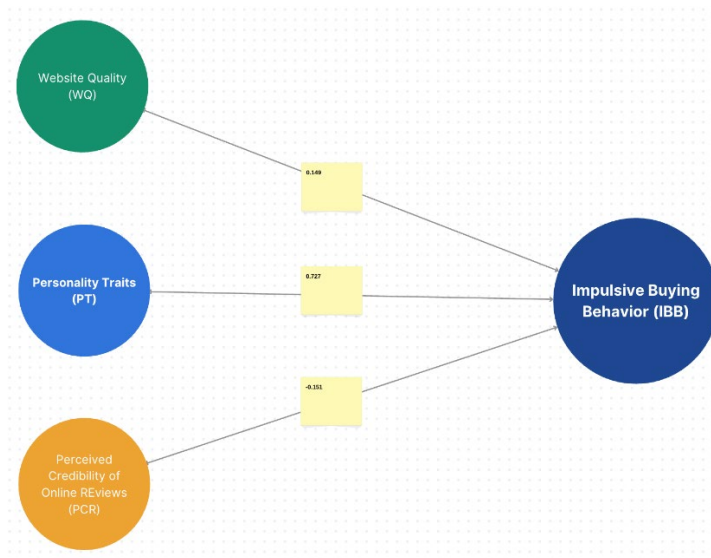 Website Quality
(WQ)
0.149
Personality Traits
(PT)
0.727
Impulsive Buying
Behavior (IBB)
-0.151
Perceived
Credibility of
Online REviews
(PCR)